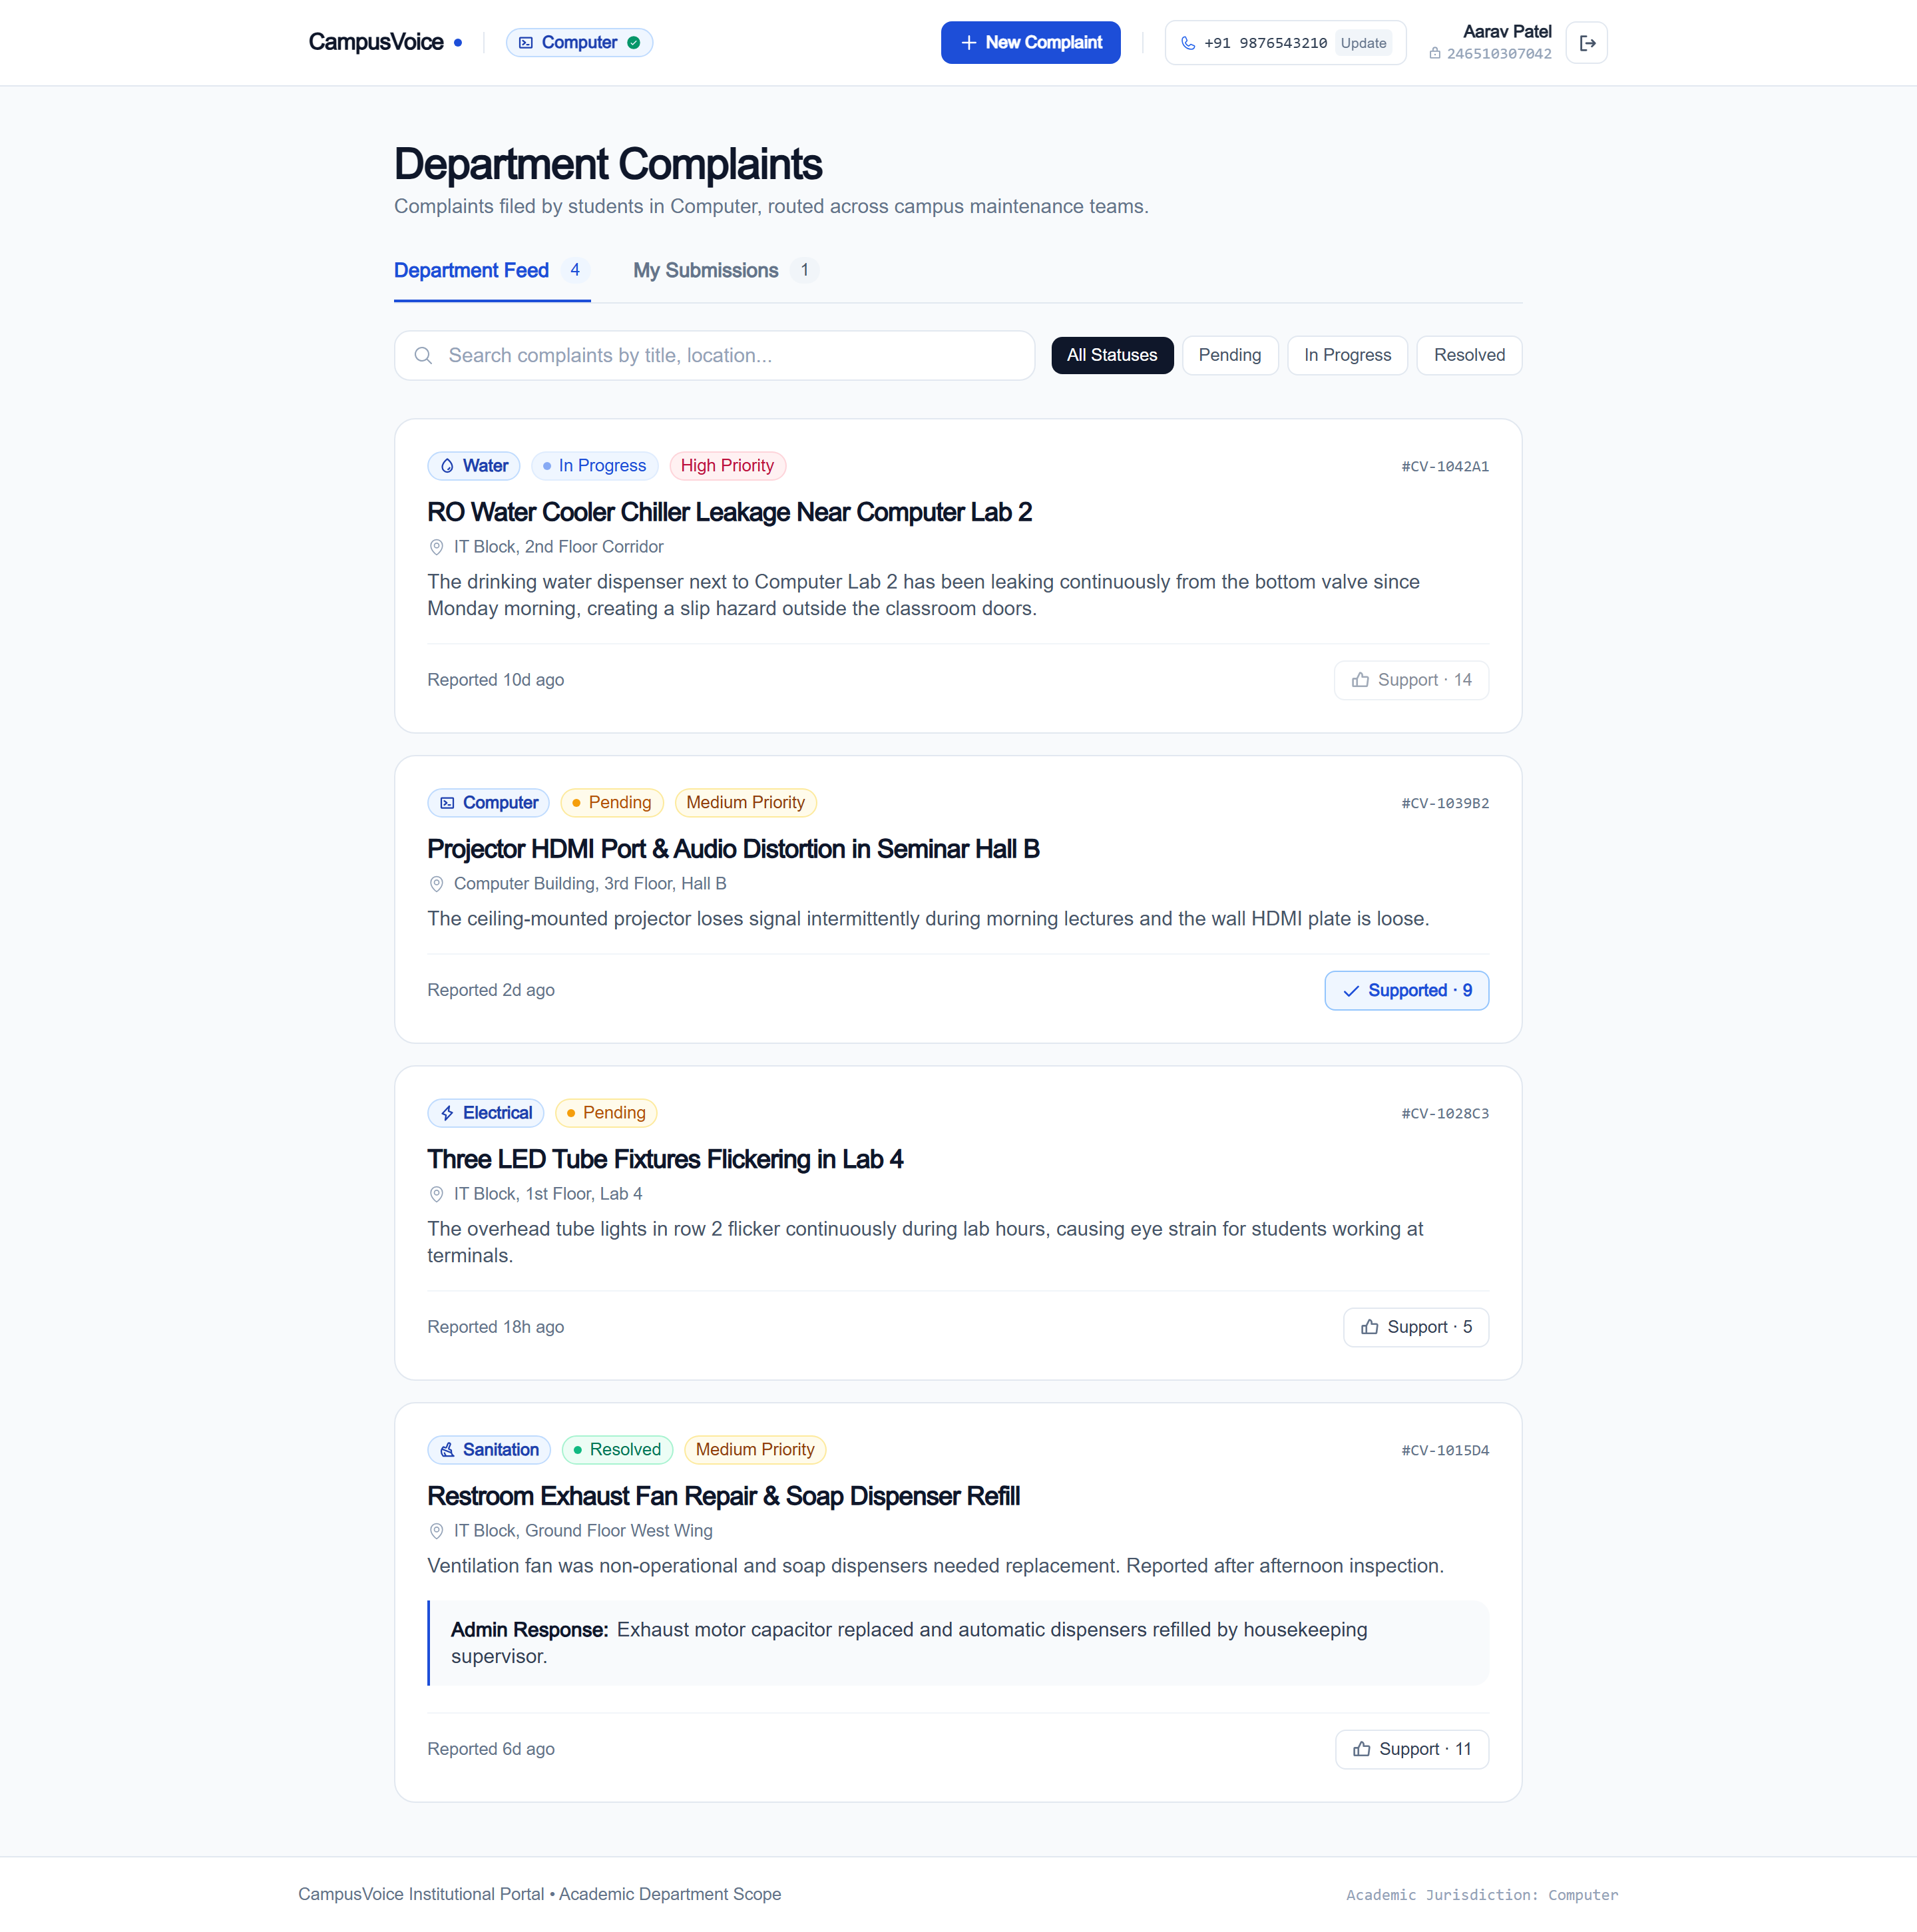 CampusVoice
Computer
New Complaint
+91 9876543210 Update
Aarav Patel
246510307042
Department Complaints
Complaints filed by students in Computer, routed across campus maintenance teams.
Department Feed 4
My Submissions 1
Search complaints by title, location...
All Statuses
Pending
In Progress
Resolved
Water In Progress High Priority #CV-1042A1
RO Water Cooler Chiller Leakage Near Computer Lab 2
IT Block, 2nd Floor Corridor
The drinking water dispenser next to Computer Lab 2 has been leaking continuously from the bottom valve since
Monday morning, creating a slip hazard outside the classroom doors.
Reported 10d ago
Support · 14
Computer Pending Medium Priority #CV-1039B2
Projector HDMI Port & Audio Distortion in Seminar Hall B
Computer Building, 3rd Floor, Hall B
The ceiling-mounted projector loses signal intermittently during morning lectures and the wall HDMI plate is loose.
Reported 2d ago
Supported · 9
Electrical Pending #CV-1028C3
Three LED Tube Fixtures Flickering in Lab 4
IT Block, 1st Floor, Lab 4
The overhead tube lights in row 2 flicker continuously during lab hours, causing eye strain for students working at
terminals.
Reported 18h ago
Support · 5
Sanitation Resolved Medium Priority #CV-1015D4
Restroom Exhaust Fan Repair & Soap Dispenser Refill
IT Block, Ground Floor West Wing
Ventilation fan was non-operational and soap dispensers needed replacement. Reported after afternoon inspection.
Admin Response: Exhaust motor capacitor replaced and automatic dispensers refilled by housekeeping
supervisor.
Reported 6d ago
Support · 11
CampusVoice Institutional Portal • Academic Department Scope
Academic Jurisdiction: Computer